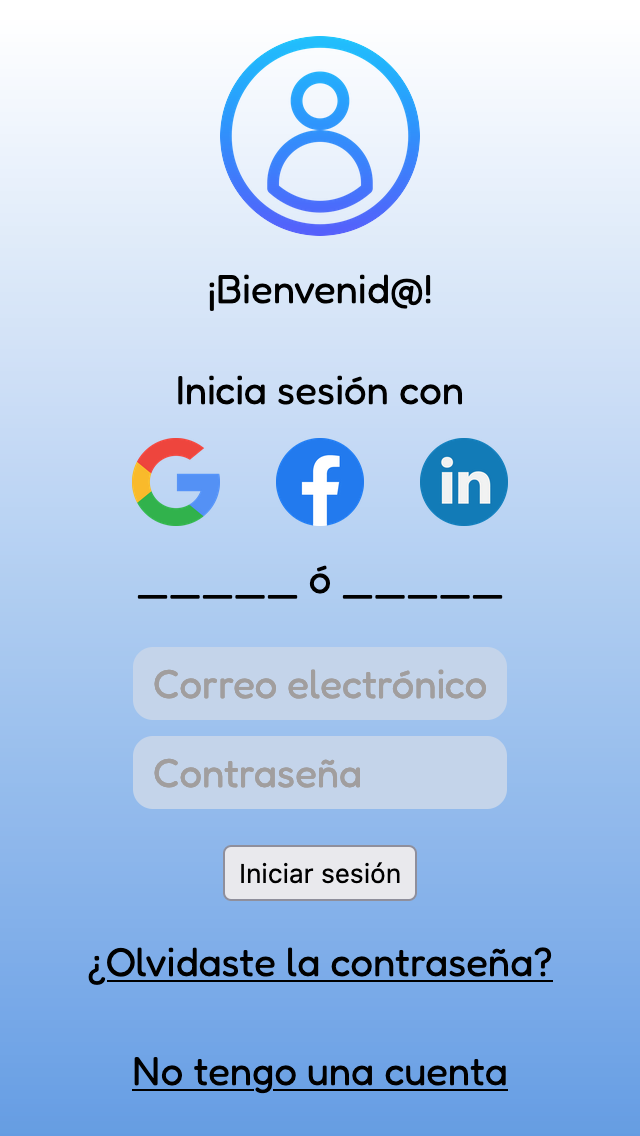 ¡Bienvenid@!
Inicia sesión con
G f in
_____ ó _____
Correo electrónico
Contraseña
Iniciar sesión
¿Olvidaste la contraseña?
No tengo una cuenta